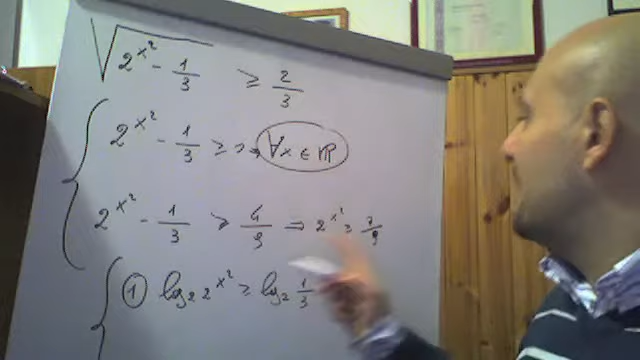 √(2^x² - 1/3) ≥ 2/3
2^x² - 1/3 ≥ 0 → ∀x ∈ ℝ
2^x² - 1/3 ≥ 4/9 ⇒ 2^x² ≥ 7/9
① log₂ 2^x² ≥ log₂ 1/3